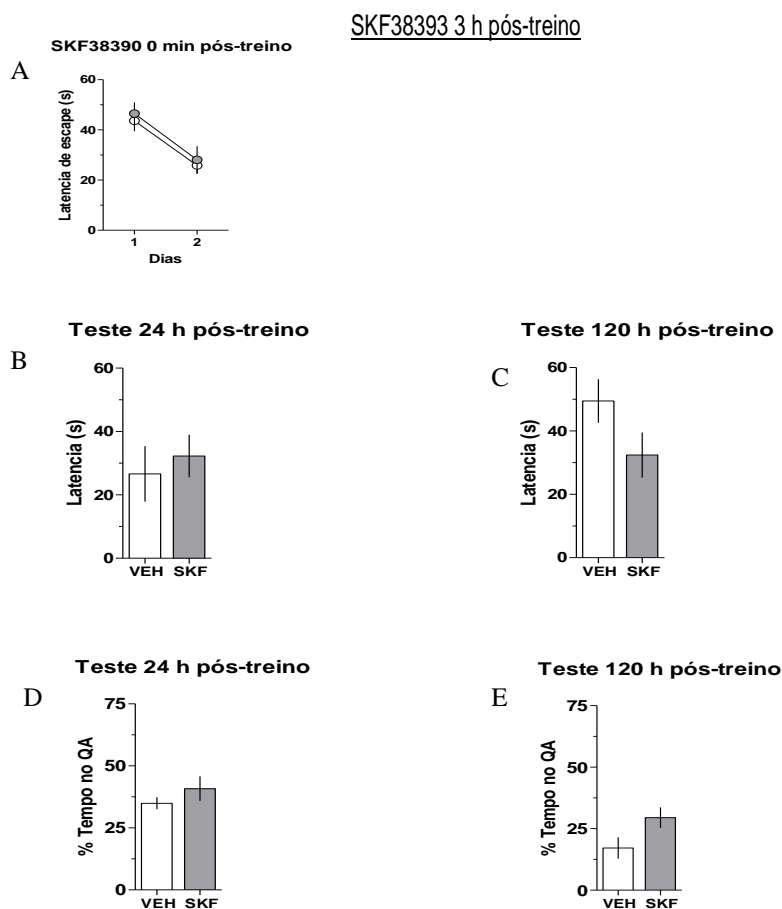 SKF38393 3 h pós-treino
SKF38390 0 min pós-treino
A
Latencia de escape (s)
60
40
20
0
1 2
Dias
Teste 24 h pós-treino
B
Latencia (s)
60
40
20
0
VEH SKF
Teste 120 h pós-treino
C
Latencia (s)
60
40
20
0
VEH SKF
Teste 24 h pós-treino
D
% Tempo no QA
75
50
25
0
VEH SKF
Teste 120 h pós-treino
E
% Tempo no QA
75
50
25
0
VEH SKF